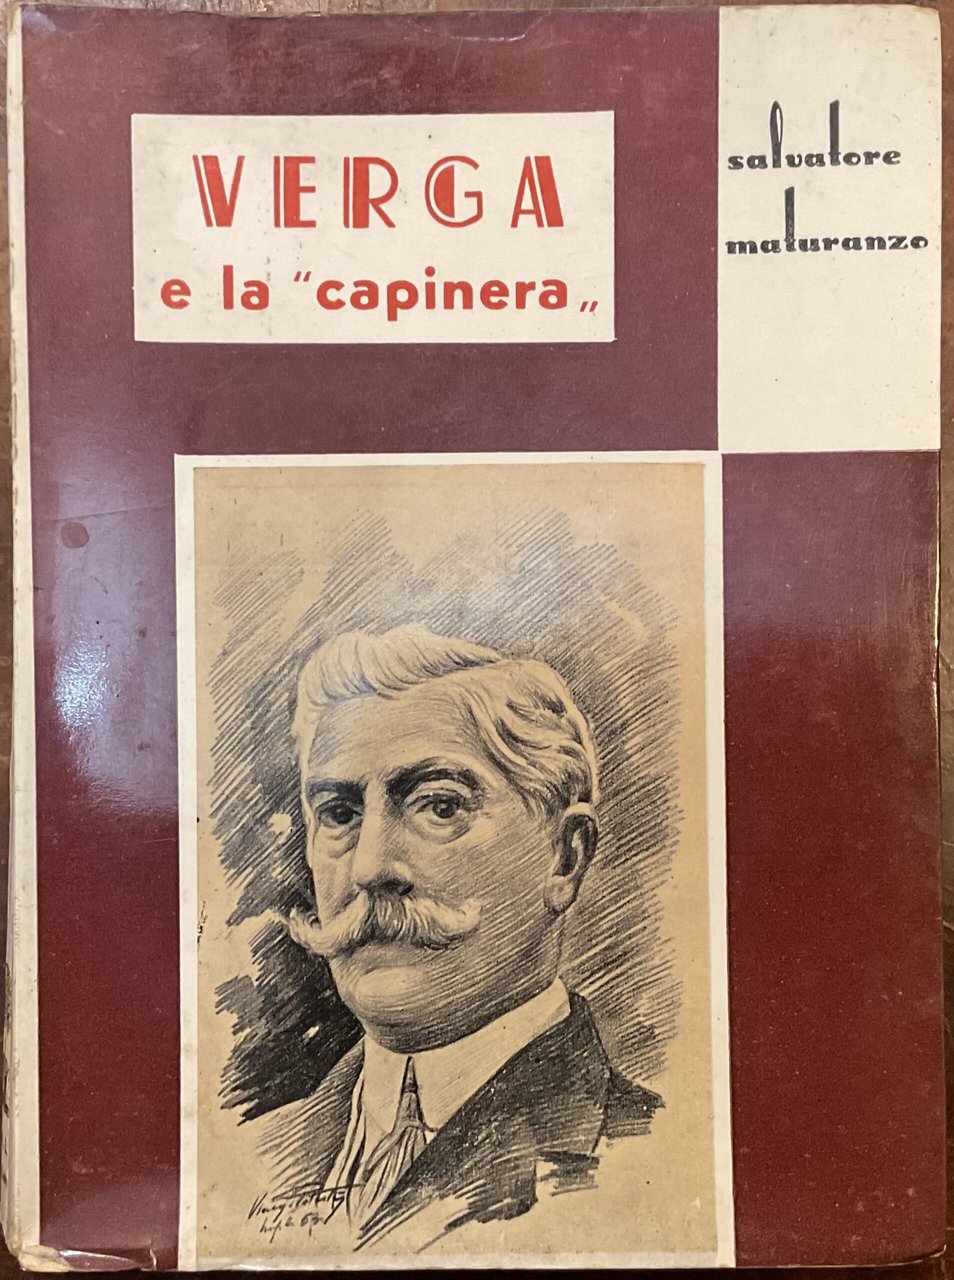 VERGA
e la "capinera„
salvatore
maturanzo